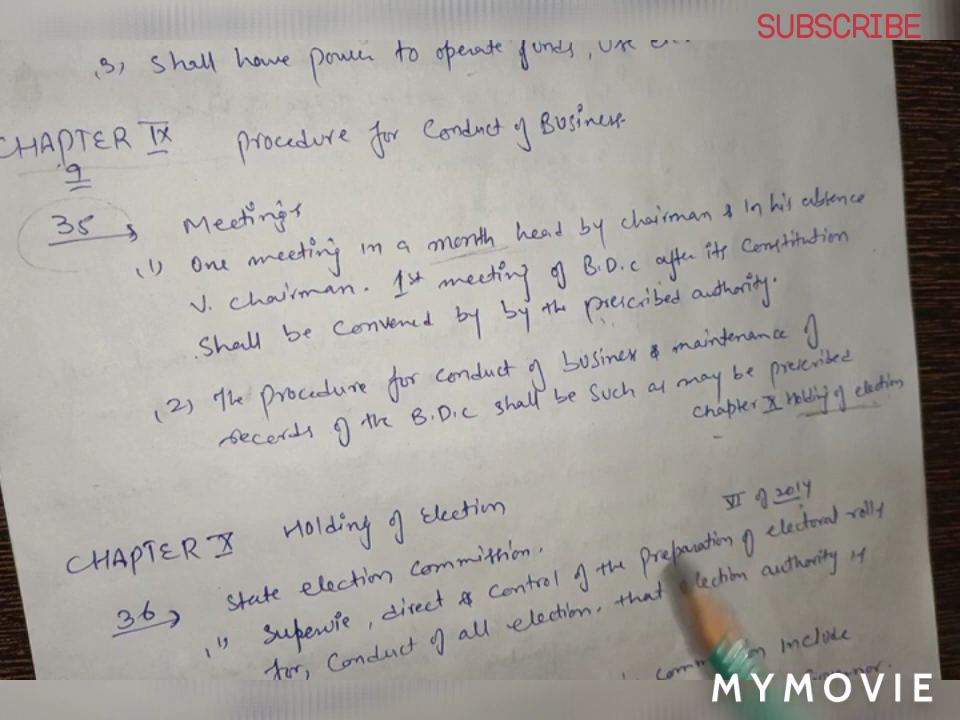 SUBSCRIBE
(3) Shall have power to operate funds, use
CHAPTER IX Procedure for Conduct of Business
9
35 Meetings
(1) One meeting in a month head by chairman & In his absence
V. chairman. 1st meeting of B.D.C after its Constitution
Shall be convened by by the prescribed authority.
(2) The procedure for conduct of business & maintenance of
records of the B.D.C shall be such as may be prescribed
chapter X Holding of election
VI of 2014
CHAPTER X Holding of Election
36 State election commission.
(1) Supervie, direct & control of the preparation of electoral rolls
for, conduct of all election. that election authority if
include
MYMOVIE